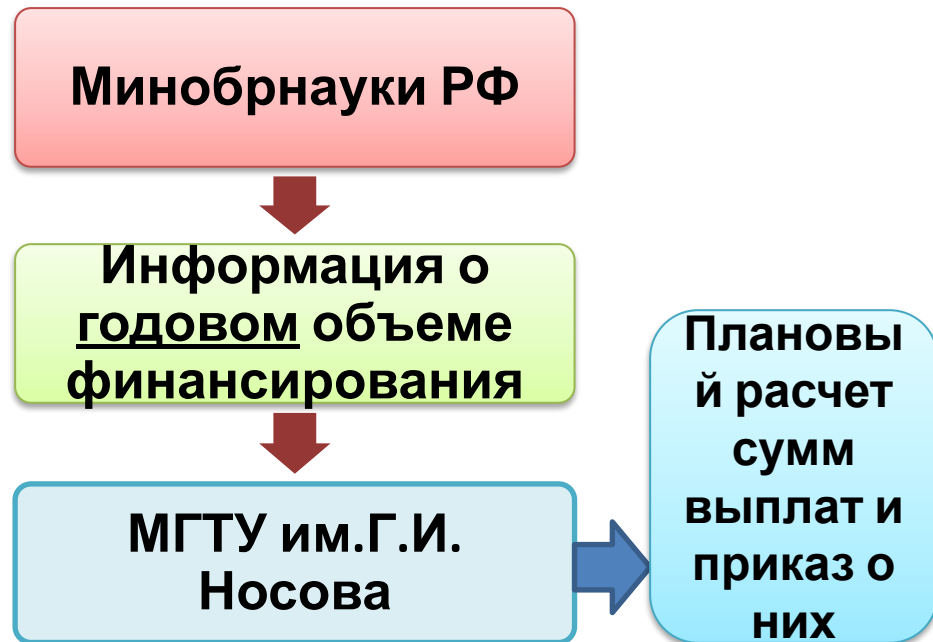 Минобрнауки РФ
Информация о
годовом объеме
финансирования
МГТУ им.Г.И.
Носова
Плановы
й расчет
сумм
выплат и
приказ о
них